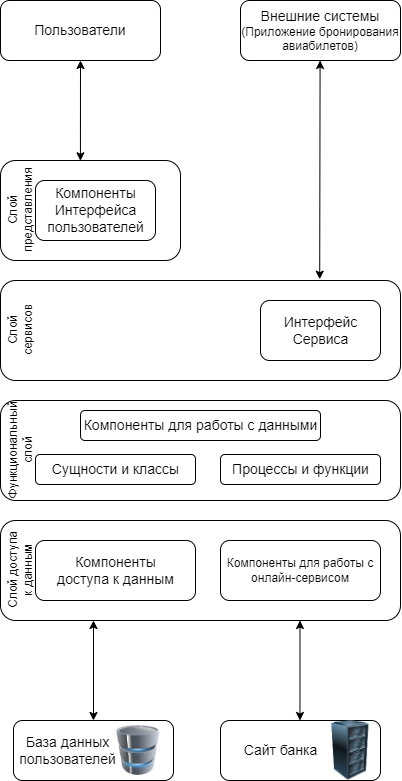 Пользователи
Внешние системы
(Приложение бронирования
авиабилетов)
Слой
представления
Компоненты
Интерфейса
пользователей
Слой
сервисов
Интерфейс
Сервиса
Функциональный
слой
Компоненты для работы с данными
Сущности и классы
Процессы и функции
Слой доступа
к данным
Компоненты
доступа к данным
Компоненты для работы с
онлайн-сервисом
База данных
пользователей
Сайт банка